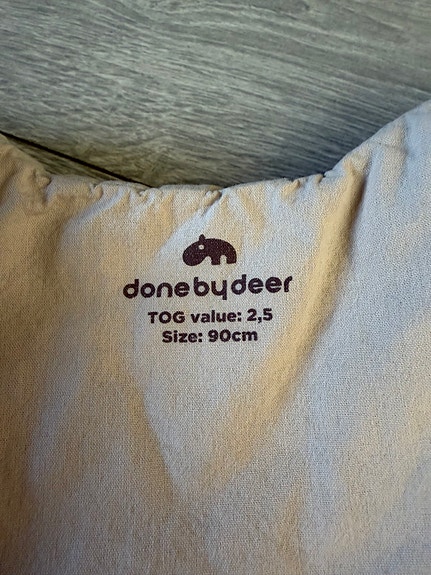 donebydeer
TOG value: 2,5
Size: 90cm